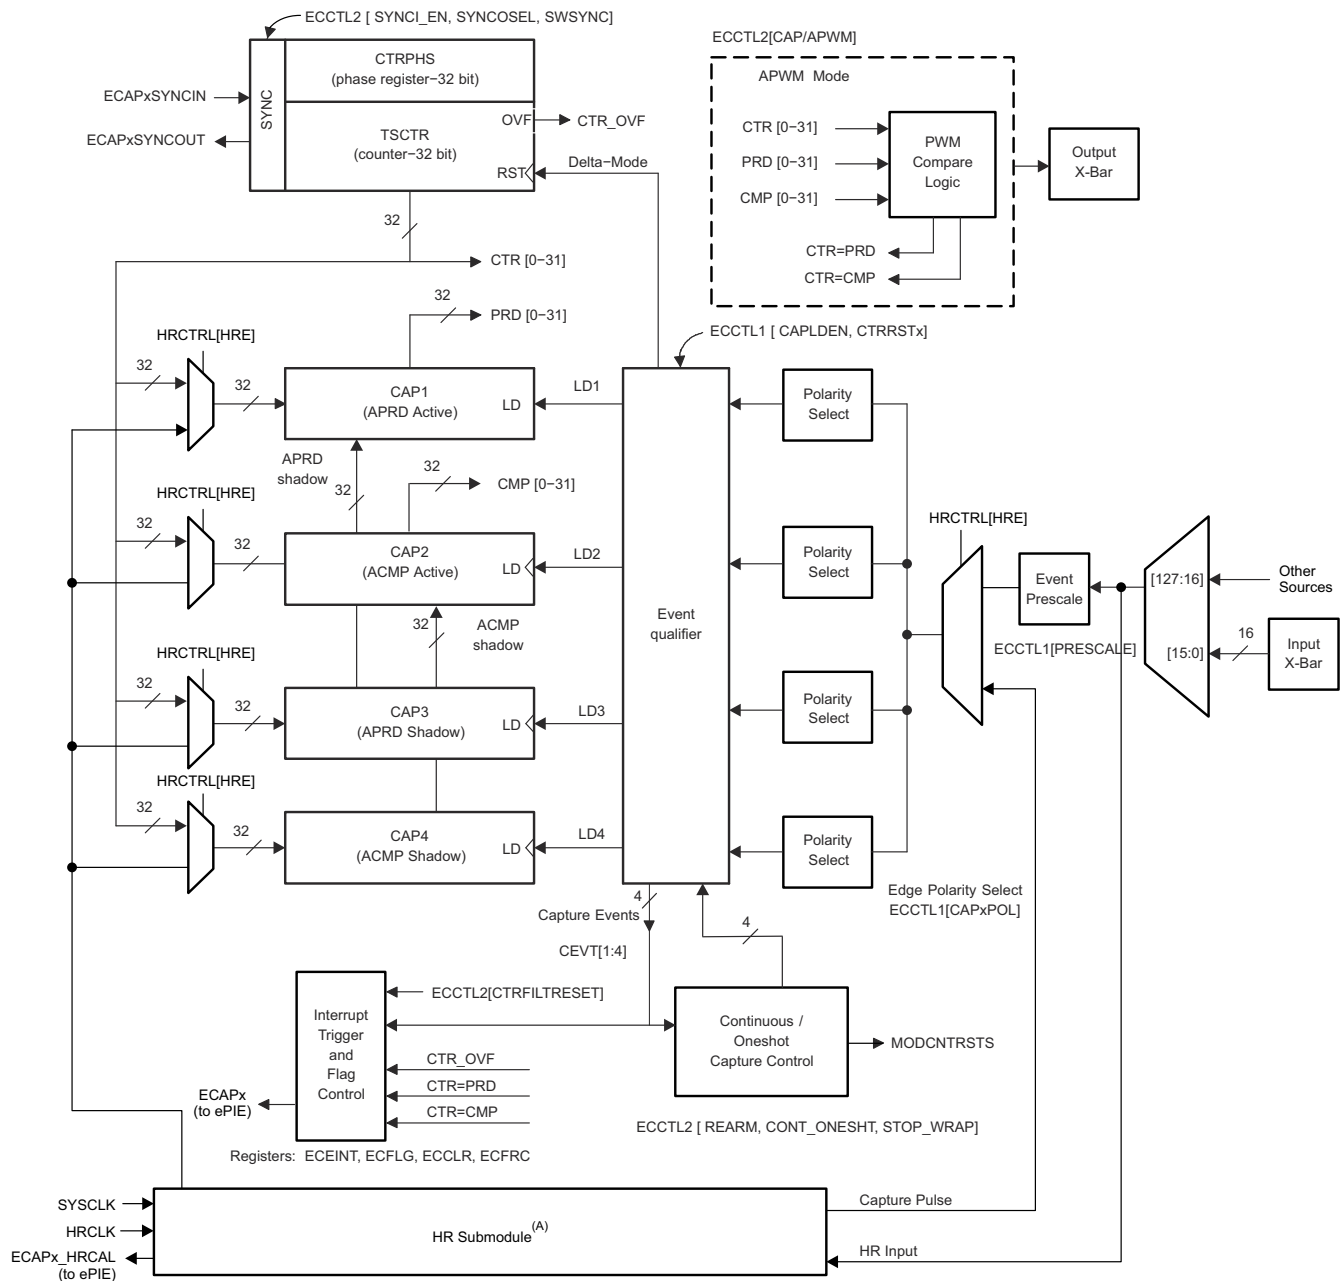 ECCTL2 [ SYNCI_EN, SYNCOSEL, SWSYNC]
SYNC
CTRPHS
(phase register−32 bit)
ECAPxSYNCIN
ECAPxSYNCOUT
TSCTR
(counter−32 bit)
OVF
CTR_OVF
RST
Delta−Mode
32
CTR [0−31]
32
PRD [0−31]
ECCTL2[CAP/APWM]
APWM Mode
CTR [0−31]
PRD [0−31]
CMP [0−31]
PWM
Compare
Logic
CTR=PRD
CTR=CMP
Output
X-Bar
ECCTL1 [ CAPLDEN, CTRRSTx]
HRCTRL[HRE]
32
32
CAP1
(APRD Active)
LD
LD1
Polarity
Select
APRD
shadow
32
32
CMP [0−31]
HRCTRL[HRE]
32
32
CAP2
(ACMP Active)
LD
LD2
Polarity
Select
Event
qualifier
32
ACMP
shadow
HRCTRL[HRE]
Event
Prescale
ECCTL1[PRESCALE]
[127:16]
[15:0]
Other
Sources
16
Input
X-Bar
HRCTRL[HRE]
32
32
CAP3
(APRD Shadow)
LD
LD3
Polarity
Select
HRCTRL[HRE]
32
32
CAP4
(ACMP Shadow)
LD
LD4
Polarity
Select
Edge Polarity Select
ECCTL1[CAPxPOL]
4
Capture Events
CEVT[1:4]
4
Interrupt
Trigger
and
Flag
Control
ECCTL2[CTRFILTRESET]
CTR_OVF
CTR=PRD
CTR=CMP
ECAPx
(to ePIE)
Continuous /
Oneshot
Capture Control
MODCNTRSTS
ECCTL2 [ REARM, CONT_ONESHT, STOP_WRAP]
Registers: ECEINT, ECFLG, ECCLR, ECFRC
SYSCLK
HRCLK
ECAPx_HRCAL
(to ePIE)
HR Submodule(A)
Capture Pulse
HR Input